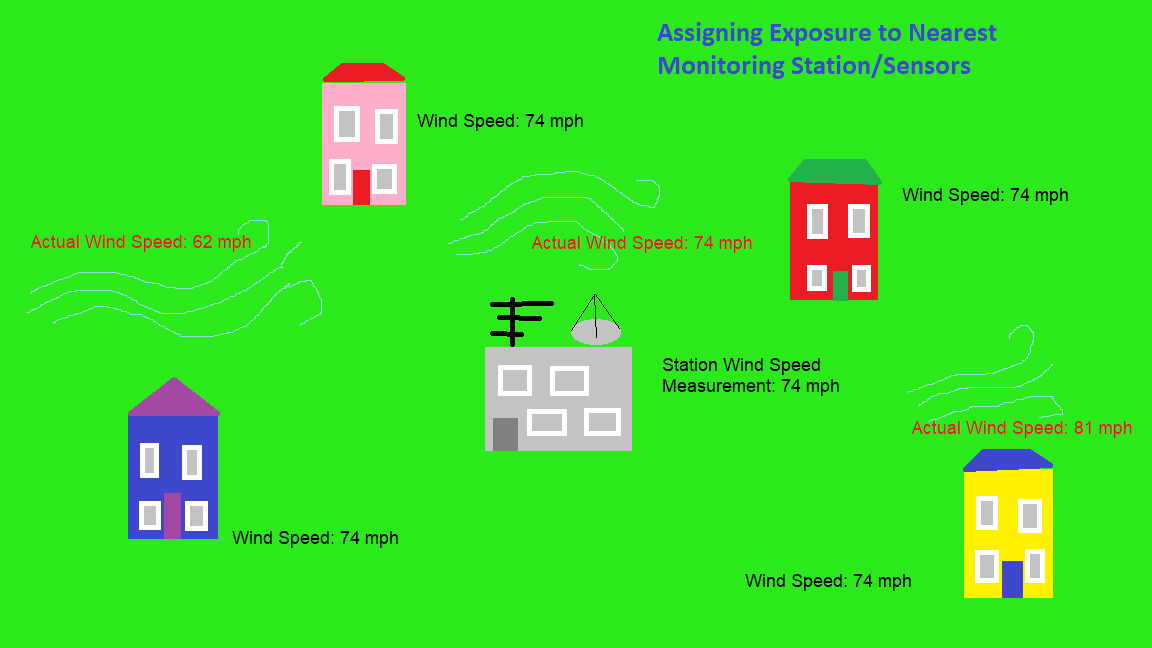 Assigning Exposure to Nearest
Monitoring Station/Sensors
Wind Speed: 74 mph
Wind Speed: 74 mph
Actual Wind Speed: 62 mph
Actual Wind Speed: 74 mph
Station Wind Speed
Measurement: 74 mph
Actual Wind Speed: 81 mph
Wind Speed: 74 mph
Wind Speed: 74 mph